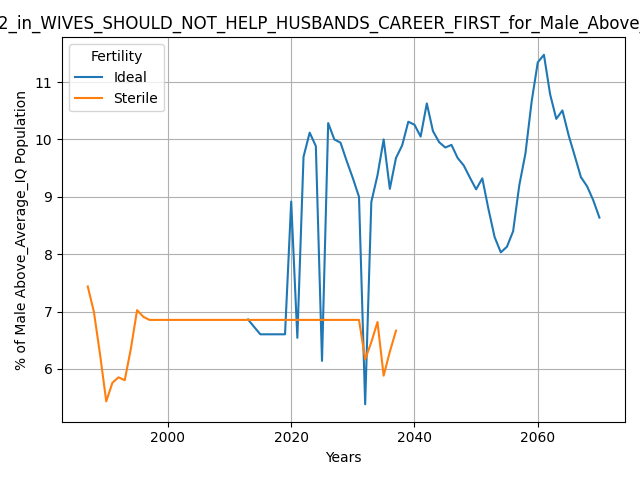 2_in_WIVES_SHOULD_NOT_HELP_HUSBANDS_CAREER_FIRST_for_Male_Above_
Fertility
Ideal
Sterile
% of Male Above_Average_IQ Population
11
10
9
8
7
6
2000
2020
2040
2060
Years